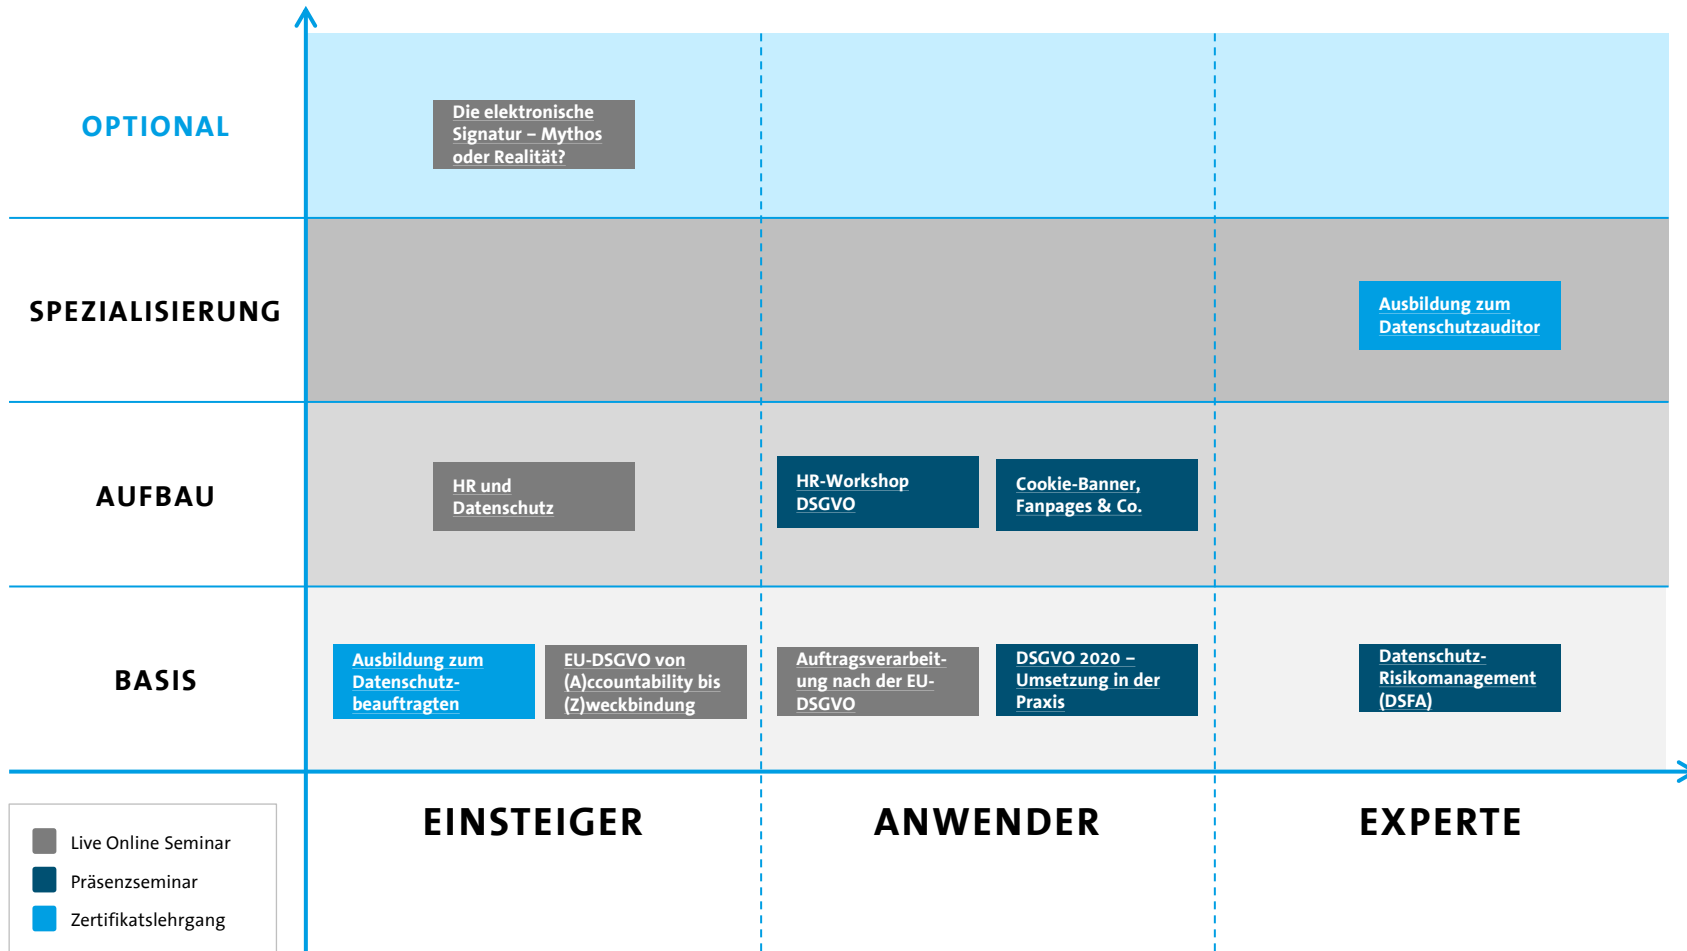 OPTIONAL
Die elektronische
Signatur – Mythos
oder Realität?
SPEZIALISIERUNG
Ausbildung zum
Datenschutzauditor
AUFBAU
HR und
Datenschutz
HR-Workshop
DSGVO
Cookie-Banner,
Fanpages & Co.
BASIS
Ausbildung zum
Datenschutz-
beauftragten
EU-DSGVO von
(A)ccountability bis
(Z)weckbindung
Auftragsverarbeit-
ung nach der EU-
DSGVO
DSGVO 2020 –
Umsetzung in der
Praxis
Datenschutz-
Risikomanagement
(DSFA)
EINSTEIGER
ANWENDER
EXPERTE
Live Online Seminar
Präsenzseminar
Zertifikatslehrgang